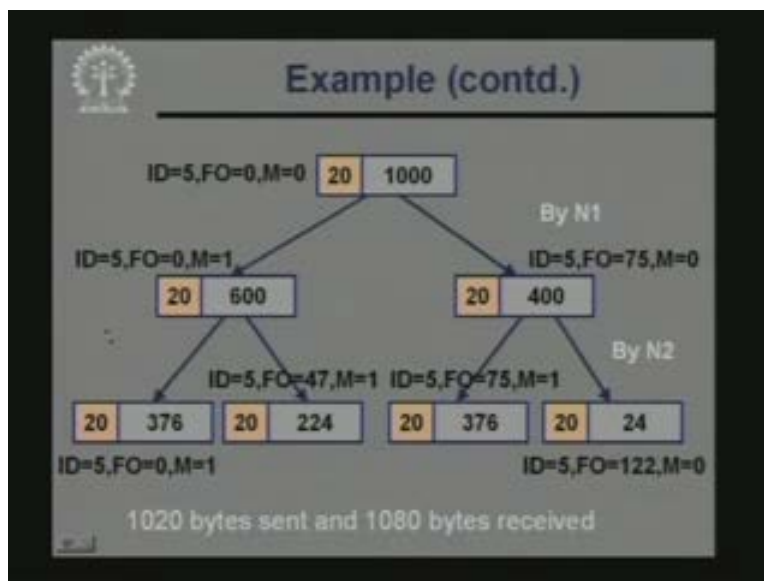 Example (contd.)
ID=5,FO=0,M=0
20 1000
By N1
ID=5,FO=0,M=1
ID=5,FO=75,M=0
20 600
20 400
By N2
ID=5,FO=47,M=1
ID=5,FO=75,M=1
20 376
20 224
20 376
20 24
ID=5,FO=0,M=1
ID=5,FO=122,M=0
1020 bytes sent and 1080 bytes received